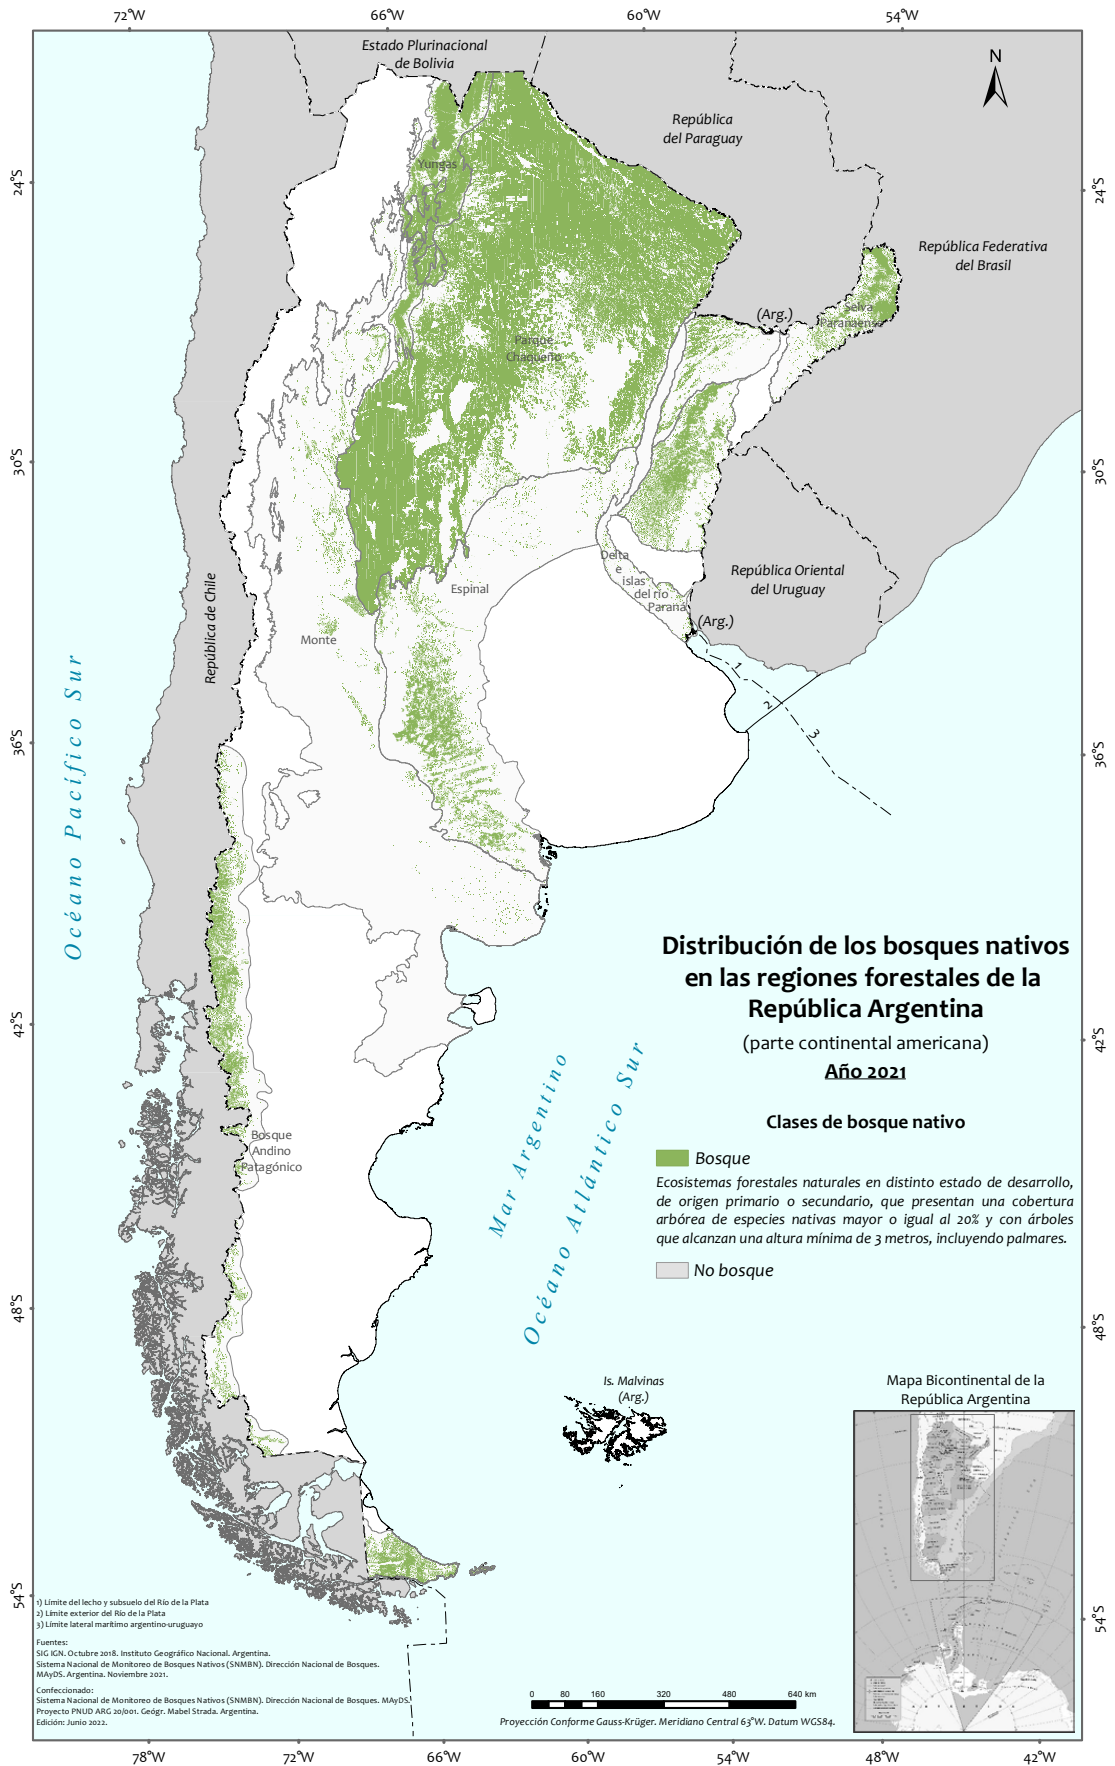 72°W
66°W
60°W
54°W
Estado Plurinacional
de Bolivia
N
República
del Paraguay
24°S
24°S
Yungas
República Federativa
del Brasil
(Arg.)
Selva
Paranaense
Parque
Chaqueño
30°S
30°S
Delta
e
islas
del río
Paraná
República Oriental
del Uruguay
Espinal
(Arg.)
Monte
República de Chile
Océano Pacífico Sur
1
2
3
36°S
36°S
Distribución de los bosques nativos
en las regiones forestales de la
República Argentina
(parte continental americana)
Año 2021
42°S
42°S
Mar Argentino
Océano Atlántico Sur
Clases de bosque nativo
Bosque
Andino
Patagónico
Bosque
Ecosistemas forestales naturales en distinto estado de desarrollo,
de origen primario o secundario, que presentan una cobertura
arbórea de especies nativas mayor o igual al 20% y con árboles
que alcanzan una altura mínima de 3 metros, incluyendo palmares.
No bosque
48°S
48°S
Is. Malvinas
(Arg.)
Mapa Bicontinental de la
República Argentina
54°S
54°S
1) Límite del lecho y subsuelo del Río de la Plata
2) Límite exterior del Río de la Plata
3) Límite lateral marítimo argentino-uruguayo
Fuentes:
SIG IGN. Octubre 2018. Instituto Geográfico Nacional. Argentina.
Sistema Nacional de Monitoreo de Bosques Nativos (SNMBN). Dirección Nacional de Bosques.
MAyDS. Argentina. Noviembre 2021.
Confeccionado:
Sistema Nacional de Monitoreo de Bosques Nativos (SNMBN). Dirección Nacional de Bosques. MAyDS.
Proyecto PNUD ARG 20/001. Geógr. Mabel Strada. Argentina.
Edición: Junio 2022.
0 80 160 320 480 640 km
Proyección Conforme Gauss-Krüger. Meridiano Central 63°W. Datum WGS84.
78°W
72°W
66°W
60°W
54°W
48°W
42°W